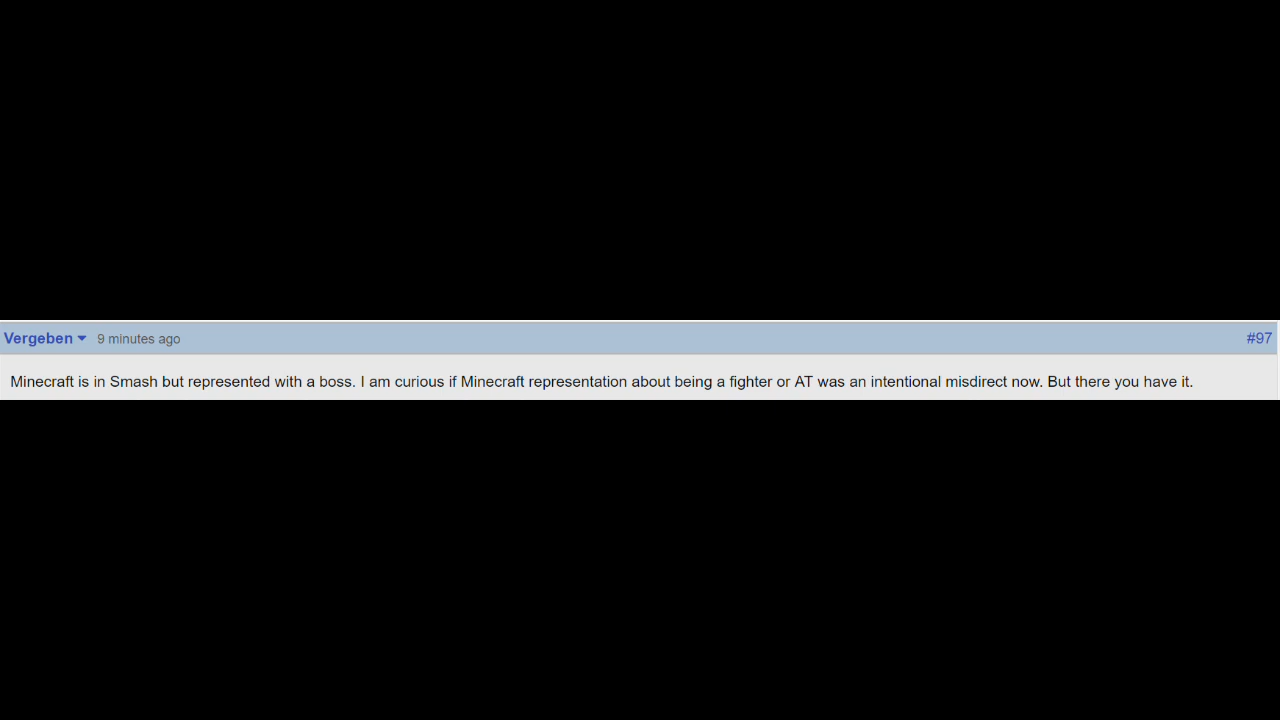 Vergeben 9 minutes ago #97
Minecraft is in Smash but represented with a boss. I am curious if Minecraft representation about being a fighter or AT was an intentional misdirect now. But there you have it.